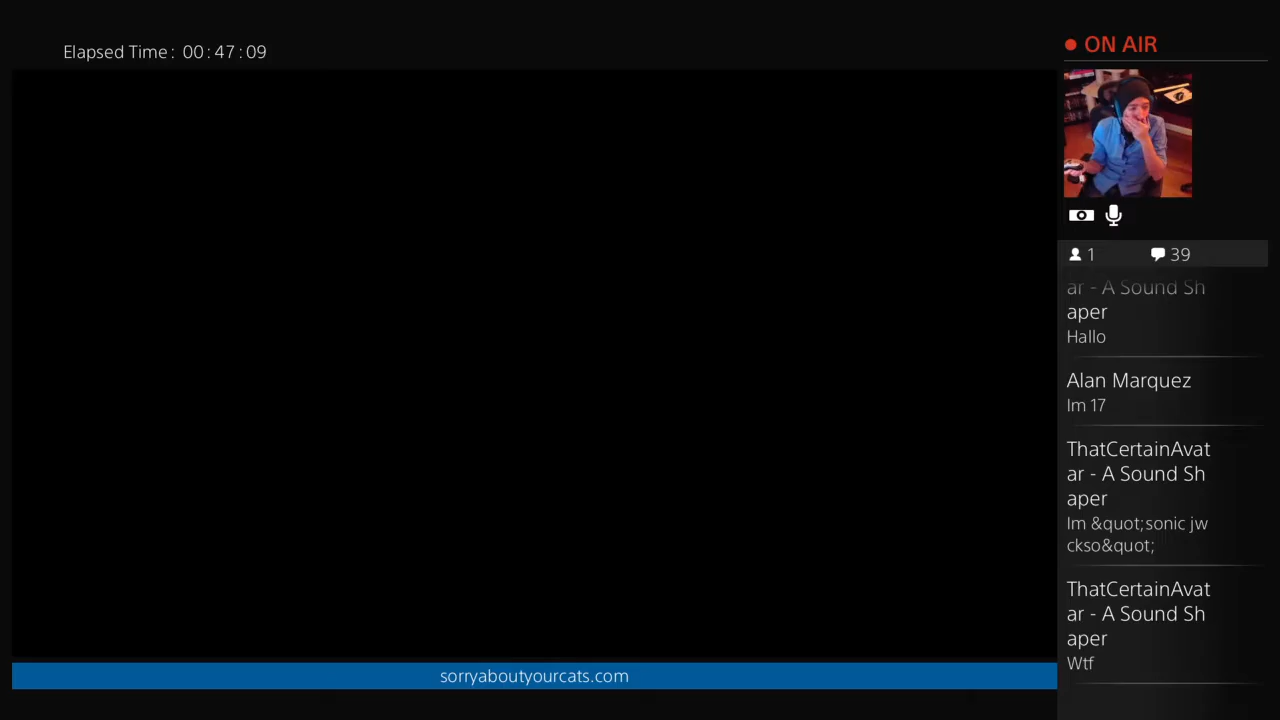 Elapsed Time: 00:47:09
ON AIR
1 39
ar - A Sound Sh
aper
Hallo
Alan Marquez
Im 17
ThatCertainAvat
ar - A Sound Sh
aper
Im &quot;sonic jw
ckso&quot;
ThatCertainAvat
ar - A Sound Sh
aper
Wtf
sorryaboutyourcats.com